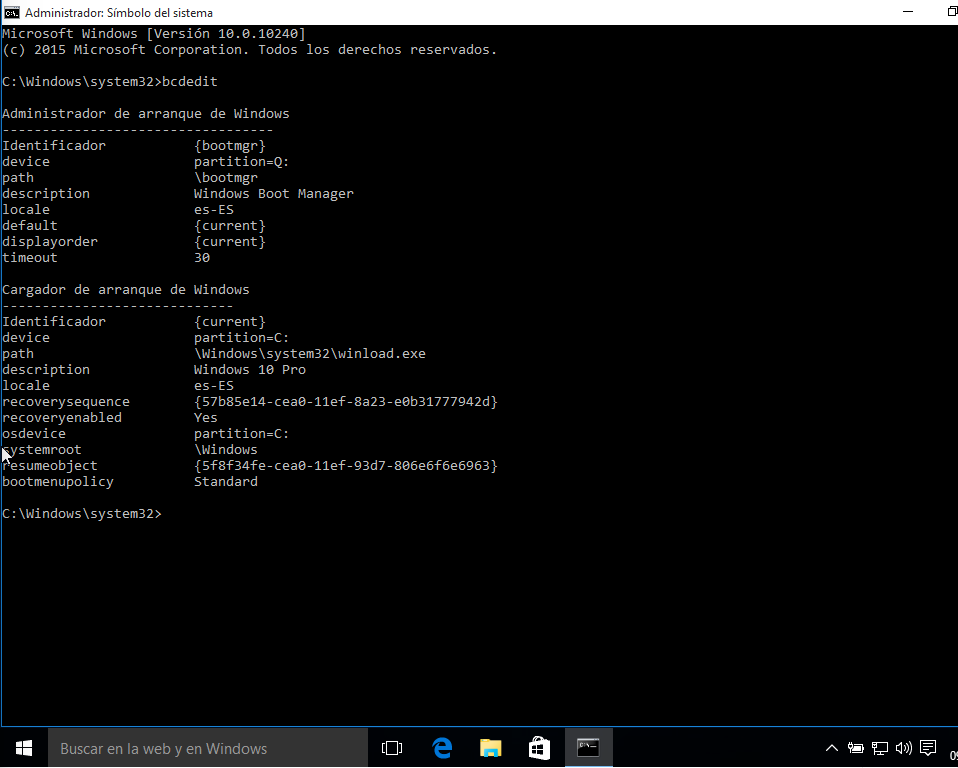 Administrador: Símbolo del sistema
Microsoft Windows [Versión 10.0.10240]
(c) 2015 Microsoft Corporation. Todos los derechos reservados.
C:\Windows\system32>bcdedit
Administrador de arranque de Windows
----------------------------------
Identificador           {bootmgr}
device                  partition=Q:
path                    \bootmgr
description             Windows Boot Manager
locale                  es-ES
default                 {current}
displayorder            {current}
timeout                 30
Cargador de arranque de Windows
-----------------------------
Identificador           {current}
device                  partition=C:
path                    \Windows\system32\winload.exe
description             Windows 10 Pro
locale                  es-ES
recoverysequence        {57b85e14-cea0-11ef-8a23-e0b31777942d}
recoveryenabled         Yes
osdevice                partition=C:
systemroot              \Windows
resumeobject            {5f8f34fe-cea0-11ef-93d7-806e6f6e6963}
bootmenupolicy          Standard
C:\Windows\system32>
Buscar en la web y en Windows